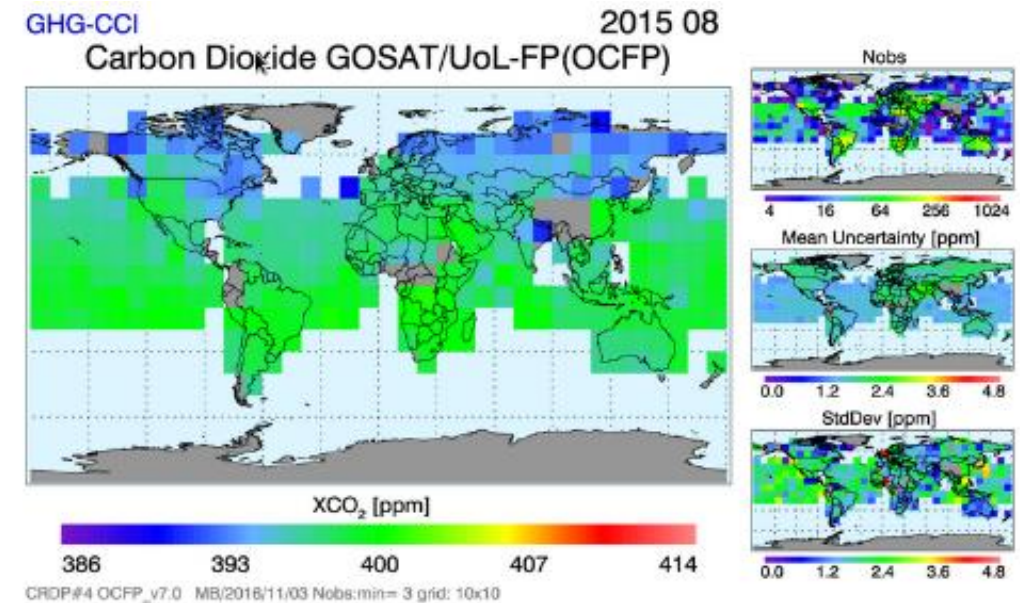 GHG-CCI
2015 08
Carbon Dioxide GOSAT/UoL-FP(OCFP)
XCO₂ [ppm]
386 393 400 407 414
CRDP#4 OCFP_v7.0 MB/2016/11/03 Nobs:min= 3 grid: 10x10
Nobs
4 16 64 256 1024
Mean Uncertainty [ppm]
0.0 1.2 2.4 3.6 4.8
StdDev [ppm]
0.0 1.2 2.4 3.6 4.8